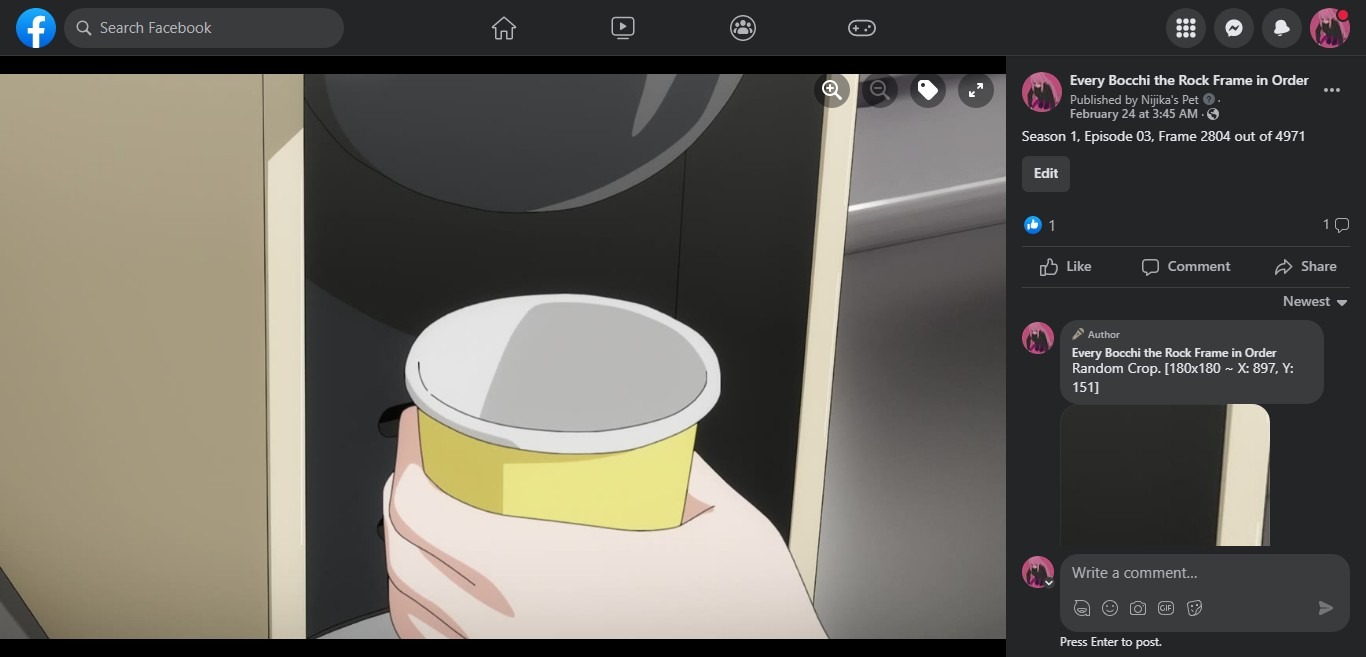 Search Facebook
Every Bocchi the Rock Frame in Order
Published by Nijika's Pet ? ·
February 24 at 3:45 AM ·
Season 1, Episode 03, Frame 2804 out of 4971
Edit
1
1
Like
Comment
Share
Newest
Author
Every Bocchi the Rock Frame in Order
Random Crop. [180x180 ~ X: 897, Y:
151]
Write a comment...
GIF
Press Enter to post.